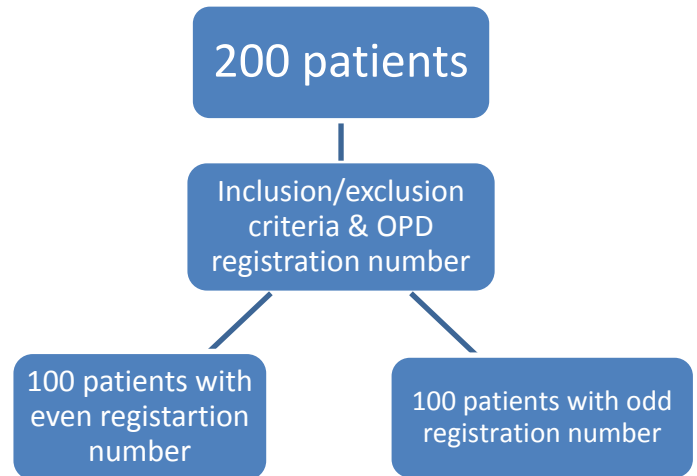 200 patients
Inclusion/exclusion
criteria & OPD
registration number
100 patients with
even registartion
number
100 patients with odd
registration number